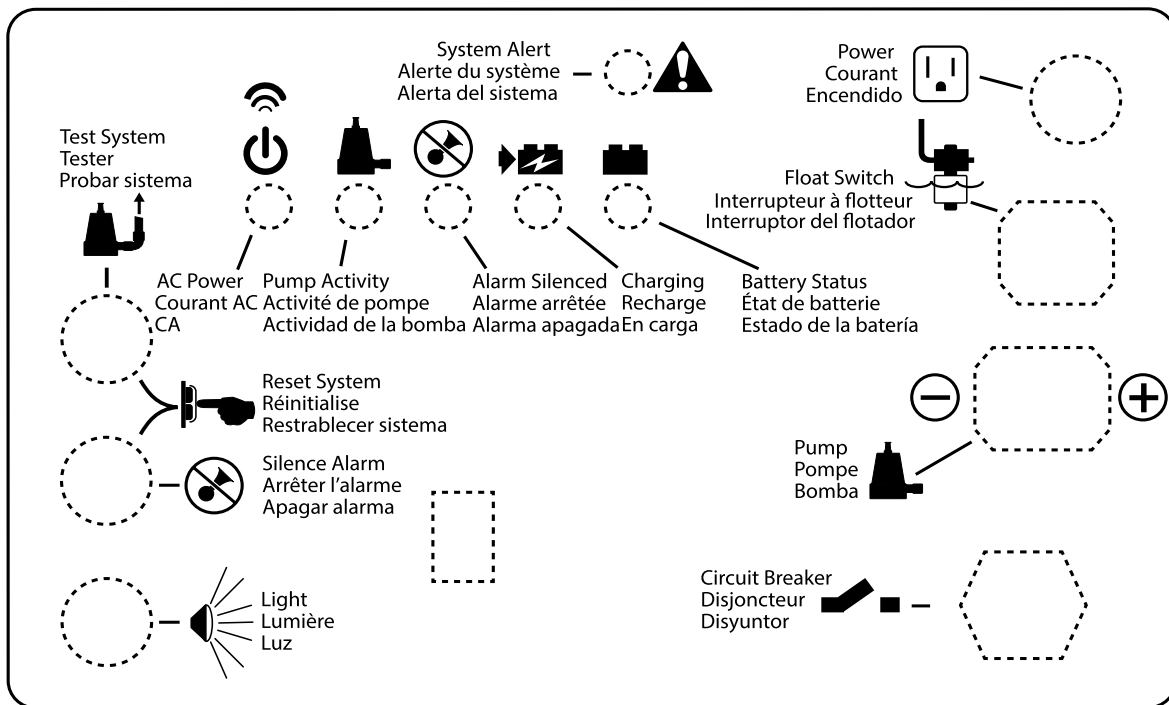 System Alert
Alerte du système
Alerta del sistema
Power
Courant
Encendido
Test System
Tester
Probar sistema
Float Switch
Interrupteur à flotteur
Interruptor del flotador
AC Power
Courant AC
CA
Pump Activity
Activité de pompe
Actividad de la bomba
Alarm Silenced
Alarme arrêtée
Alarma apagada
Charging
Recharge
En carga
Battery Status
État de batterie
Estado de la batería
Reset System
Réinitialise
Restrablecer sistema
Silence Alarm
Arrêter l'alarme
Apagar alarma
Pump
Pompe
Bomba
Circuit Breaker
Disjoncteur
Disyuntor
Light
Lumière
Luz